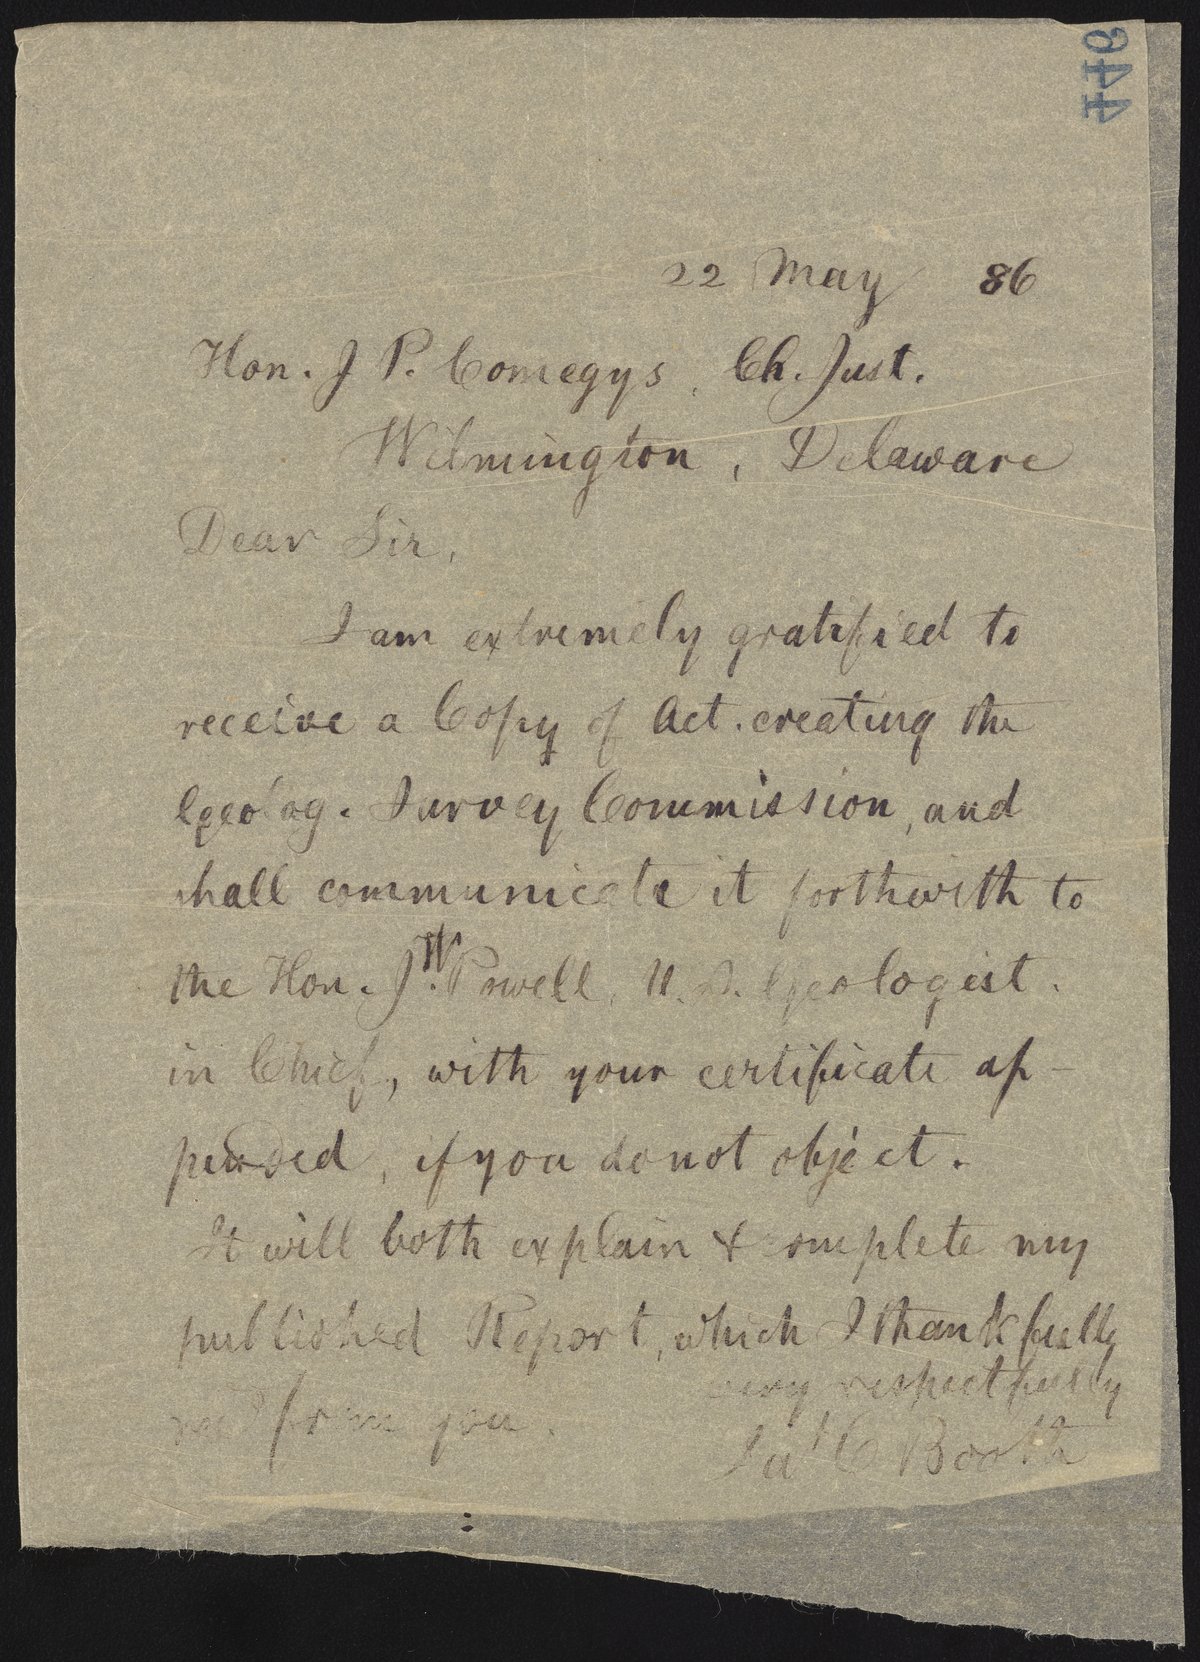 446
22 May 86
Hon. J P. Comegys, Ch. Just.
Wilmington, Delaware
Dear Sir,
I am extremely gratified to
receive a Copy of Act. creating the
Geolog. Survey Commission, and
shall communicate it forthwith to
the Hon. J. W. Powell, U.S. Geologist.
in Chief, with your certificate ap-
pended, if you do not object.
It will both explain & complete my
published Report, which I thankfully
recd from you.
very respectfully
Jas C Booth